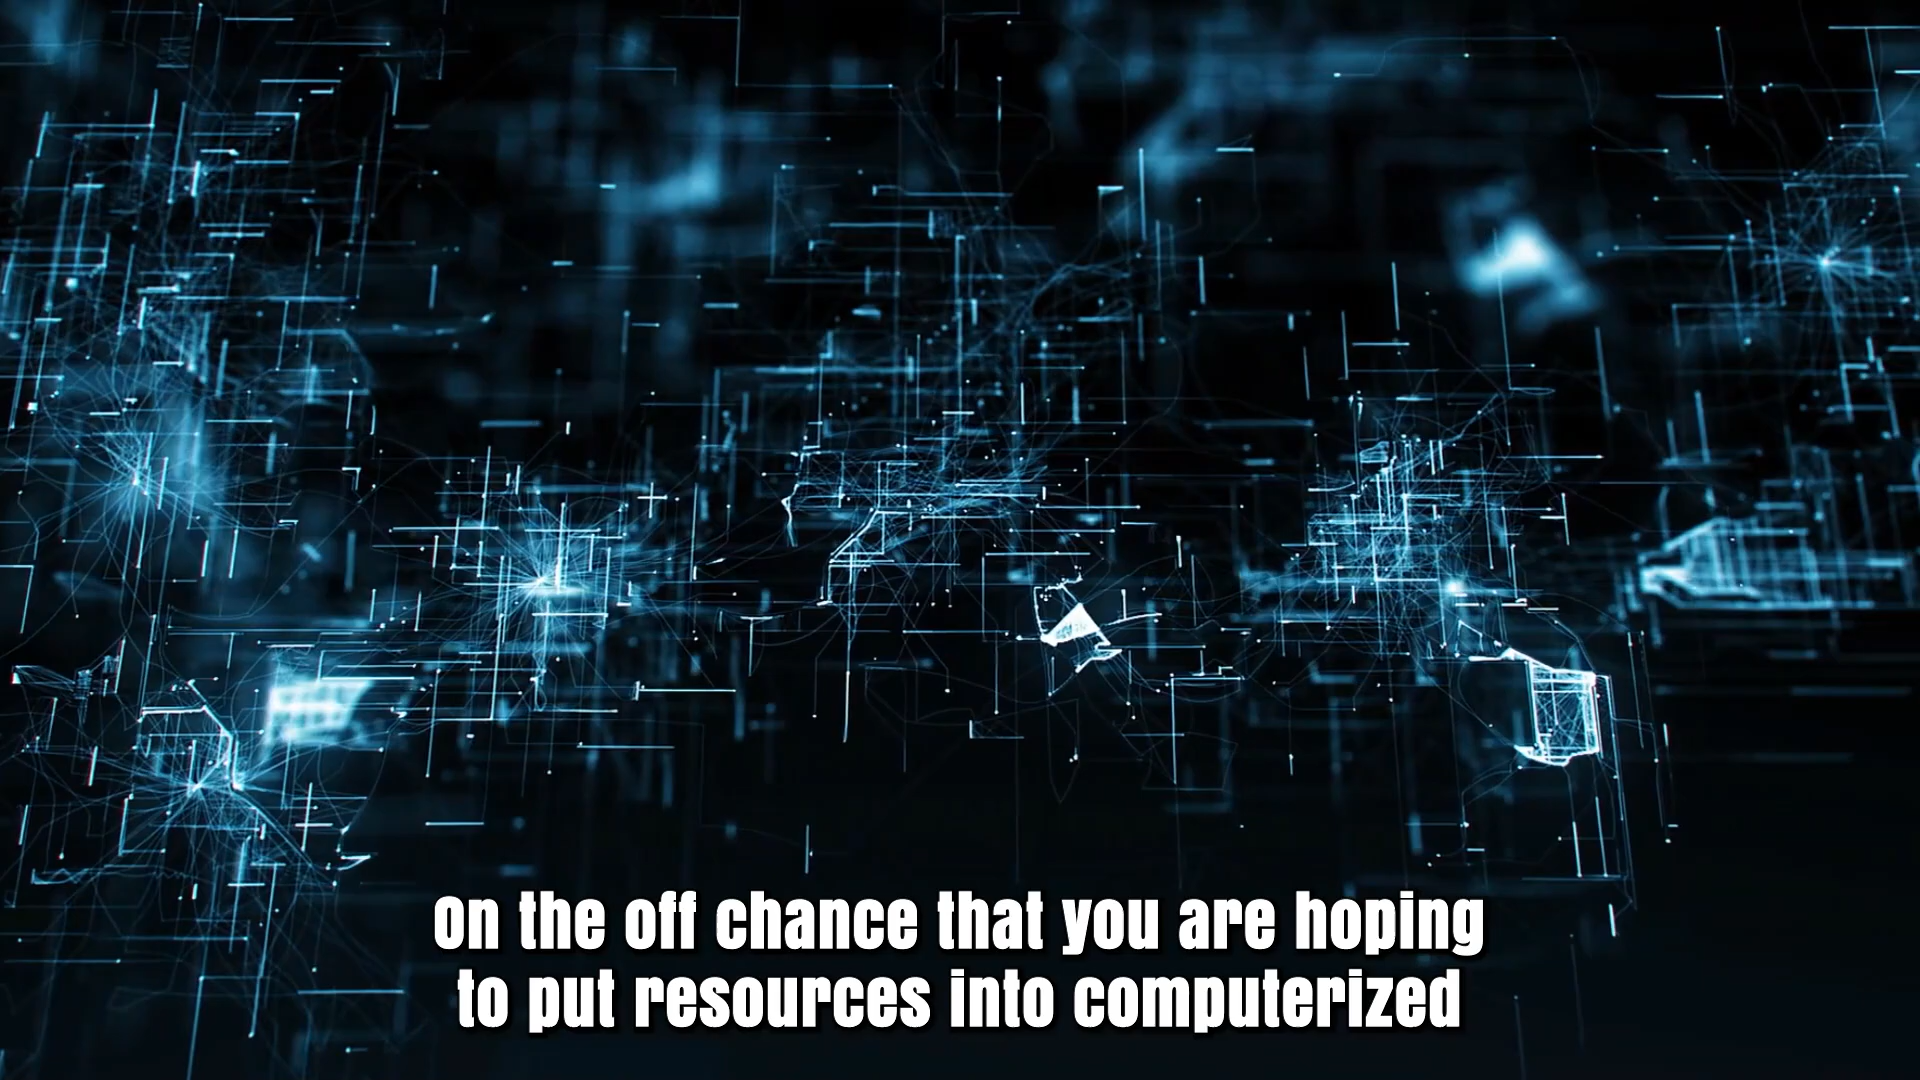 On the off chance that you are hoping
to put resources into computerized